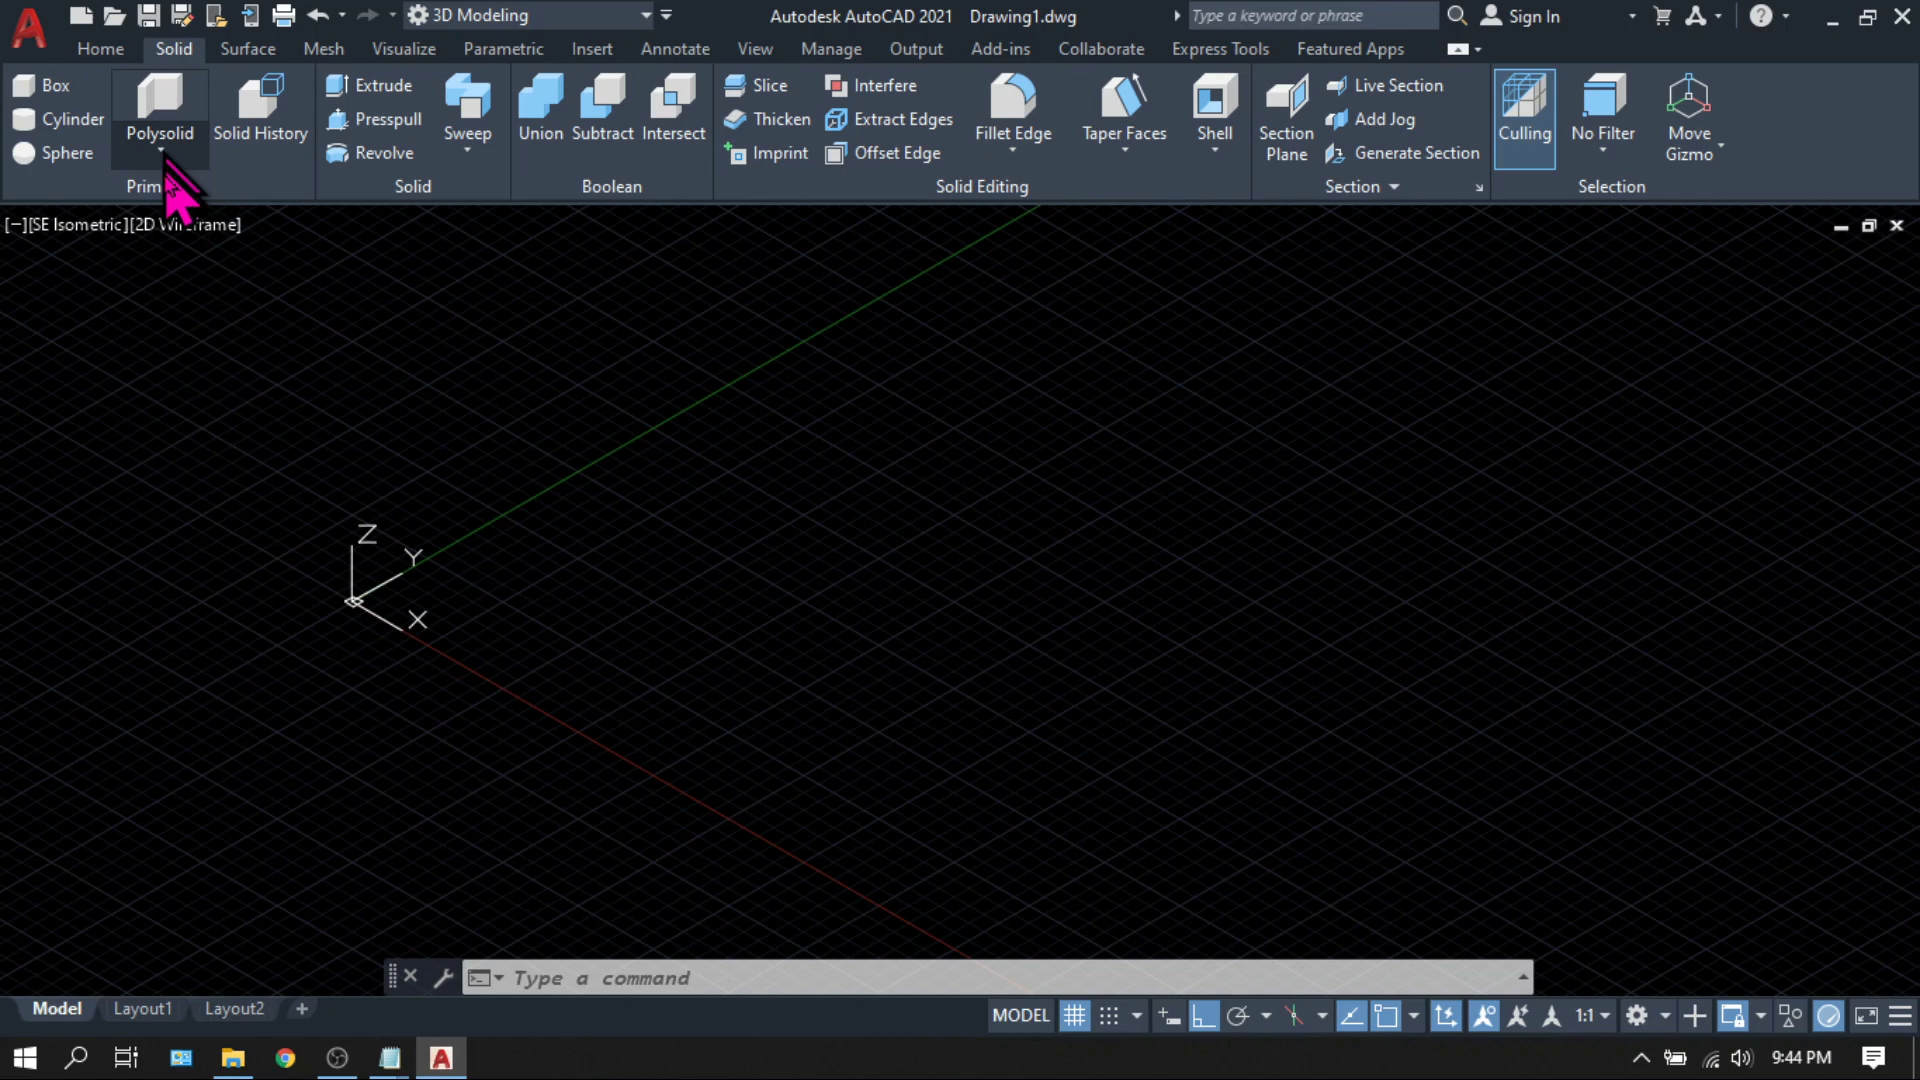 3D Modeling
Autodesk AutoCAD 2021 Drawing1.dwg
Type a keyword or phrase
Sign In
Home Solid Surface Mesh Visualize Parametric Insert Annotate View Manage Output Add-ins Collaborate Express Tools Featured Apps
Box
Cylinder
Sphere
Polysolid
Solid History
Extrude
Presspull
Revolve
Sweep
Union Subtract Intersect
Slice
Thicken
Imprint
Interfere
Extract Edges
Offset Edge
Fillet Edge
Taper Faces
Shell
Section
Plane
Live Section
Add Jog
Generate Section
Culling
No Filter
Move
Gizmo
Solid
Boolean
Solid Editing
Section
Selection
[−][SE Isometric][2D Wireframe]
Z
Y
X
Type a command
Model Layout1 Layout2
MODEL
1:1
9:44 PM